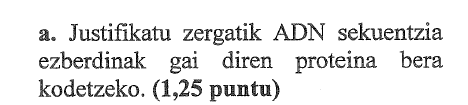 a. Justifikatu zergatik ADN sekuentzia
ezberdinak gai diren proteina bera
kodetzeko. (1,25 puntu)